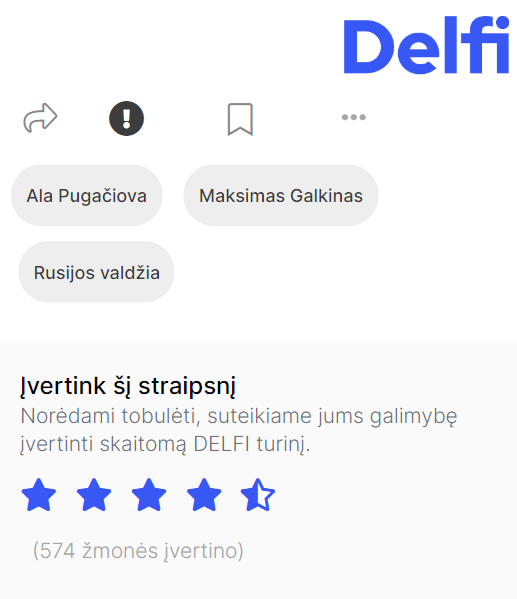 Delfi
Ala Pugačiova
Maksimas Galkinas
Rusijos valdžia
Įvertink šį straipsnį
Norėdami tobulėti, suteikiame jums galimybę
įvertinti skaitomą DELFI turinį.
(574 žmonės įvertino)